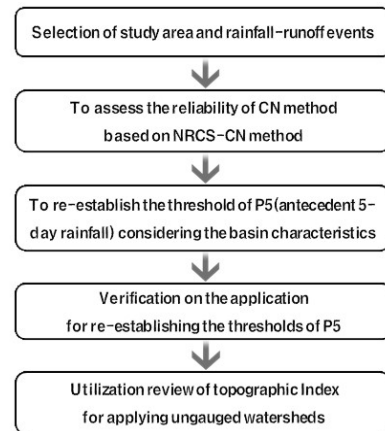 Selection of study area and rainfall-runoff events
To assess the reliability of CN method
based on NRCS-CN method
To re-establish the threshold of P5(antecedent 5-
day rainfall) considering the basin characteristics
Verification on the application
for re-establishing the thresholds of P5
Utilization review of topographic Index
for applying ungauged watersheds